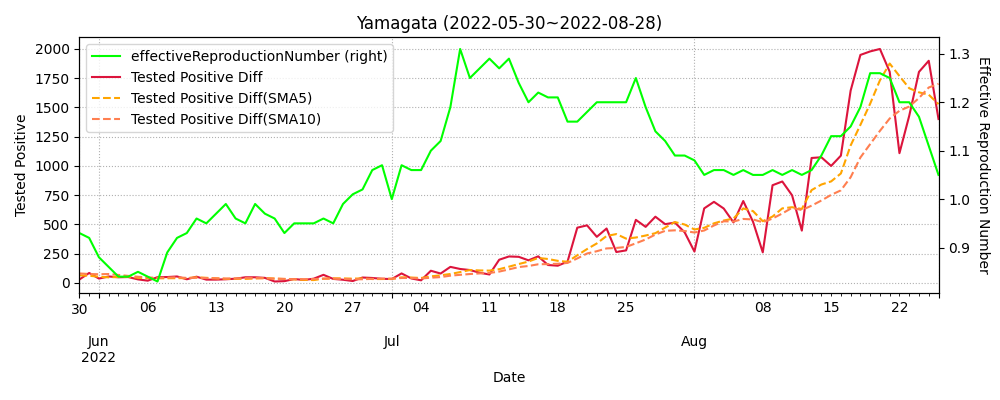 Yamagata (2022-05-30~2022-08-28)
effectiveReproductionNumber (right)
Tested Positive Diff
Tested Positive Diff(SMA5)
Tested Positive Diff(SMA10)
Tested Positive
2000
1750
1500
1250
1000
750
500
250
0
1.3
1.2
1.1
1.0
0.9
Effective Reproduction Number
30 06 13 20 27 04 11 18 25 08 15 22
Jun Jul Aug
2022
Date